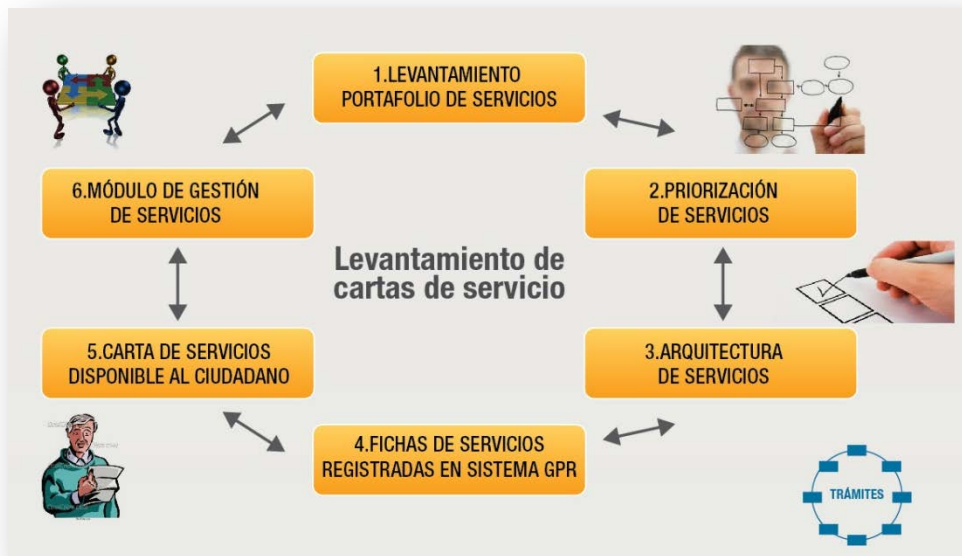 1.LEVANTAMIENTO
PORTAFOLIO DE SERVICIOS
2.PRIORIZACIÓN
DE SERVICIOS
3.ARQUITECTURA
DE SERVICIOS
4.FICHAS DE SERVICIOS
REGISTRADAS EN SISTEMA GPR
5.CARTA DE SERVICIOS
DISPONIBLE AL CIUDADANO
6.MÓDULO DE GESTIÓN
DE SERVICIOS
Levantamiento de
cartas de servicio
TRÁMITES